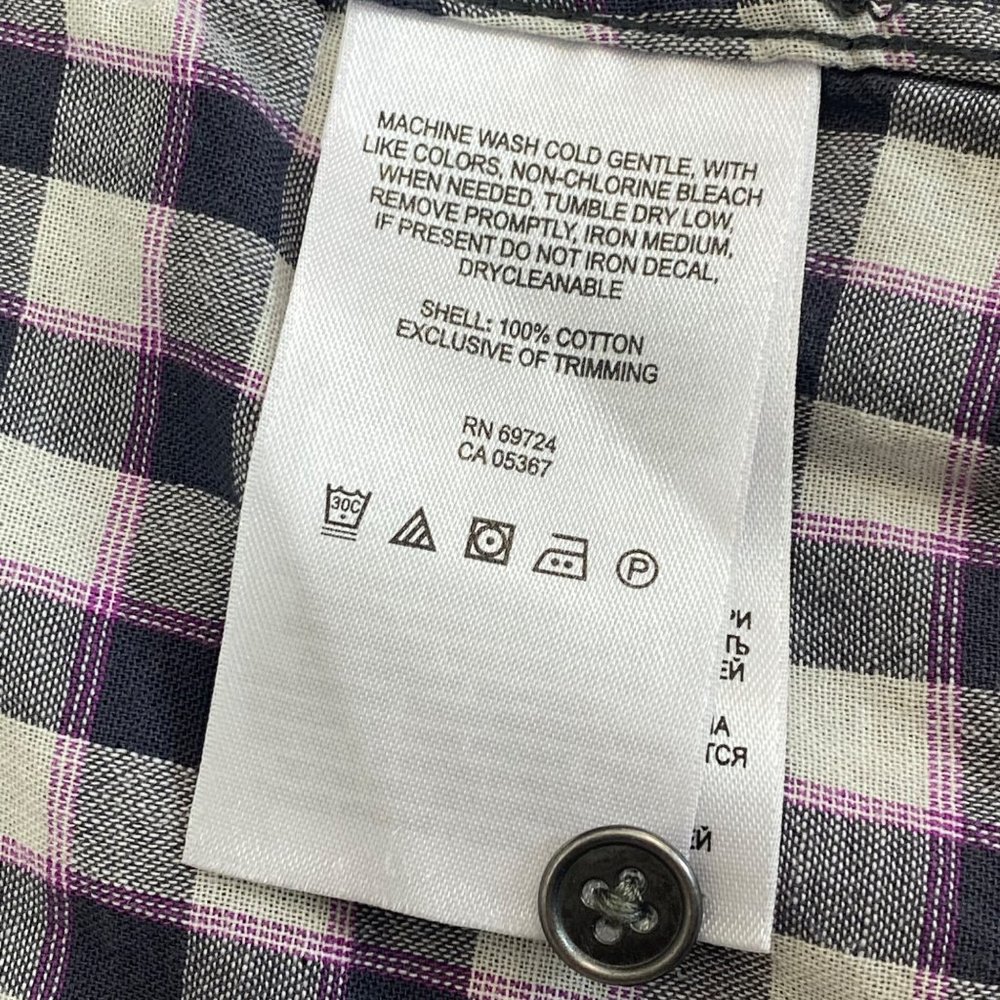 MACHINE WASH COLD GENTLE, WITH
LIKE COLORS, NON-CHLORINE BLEACH
WHEN NEEDED, TUMBLE DRY LOW,
REMOVE PROMPTLY, IRON MEDIUM,
IF PRESENT DO NOT IRON DECAL,
DRYCLEANABLE
SHELL: 100% COTTON
EXCLUSIVE OF TRIMMING
RN 69724
CA 05367
30C
P